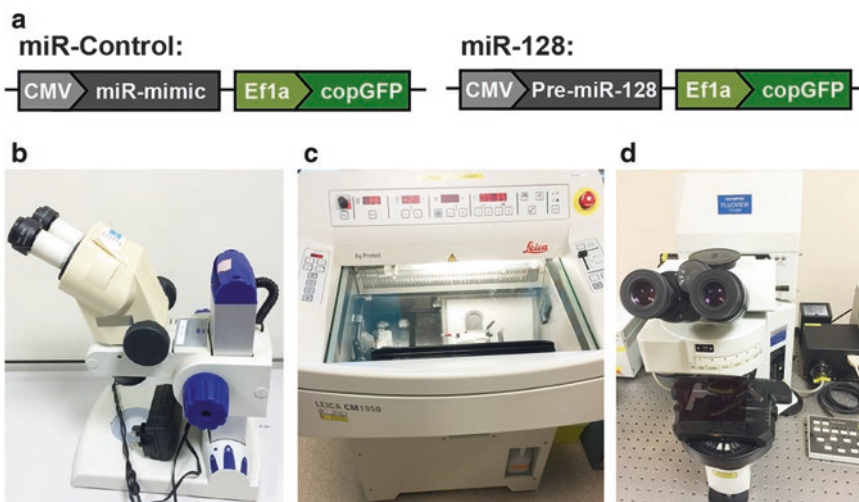 a
miR-Control:
miR-128:
CMV miR-mimic Ef1a copGFP
CMV Pre-miR-128 Ef1a copGFP
b
c
d
Leica
LEICA CM1950
OLYMPUS
FLUOVIEW